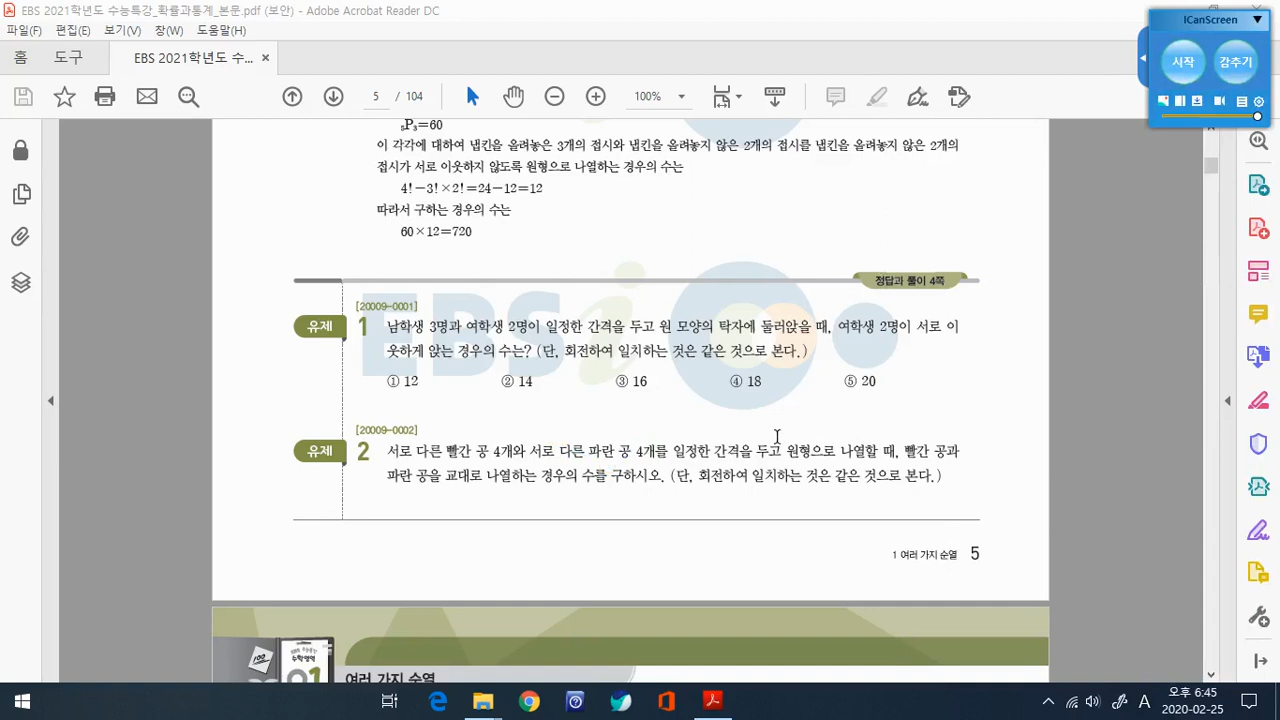 EBS 2021학년도 수능특강_확률과통계_본문.pdf (보안) - Adobe Acrobat Reader DC
파일(F) 편집(E) 보기(V) 창(W) 도움말(H)
홈 도구 EBS 2021학년도 수... ×
5 / 104 100%
ICanScreen
시작 감추기
₅P₃=60
이 각각에 대하여 냅킨을 올려놓은 3개의 접시와 냅킨을 올려놓지 않은 2개의 접시를 냅킨을 올려놓지 않은 2개의
접시가 서로 이웃하지 않도록 원형으로 나열하는 경우의 수는
4!-3!×2!=24-12=12
따라서 구하는 경우의 수는
60×12=720
정답과 풀이 4쪽
[20009-0001]
유제 1 남학생 3명과 여학생 2명이 일정한 간격을 두고 원 모양의 탁자에 둘러앉을 때, 여학생 2명이 서로 이
웃하게 앉는 경우의 수는? (단, 회전하여 일치하는 것은 같은 것으로 본다.)
① 12 ② 14 ③ 16 ④ 18 ⑤ 20
[20009-0002]
유제 2 서로 다른 빨간 공 4개와 서로 다른 파란 공 4개를 일정한 간격을 두고 원형으로 나열할 때, 빨간 공과
파란 공을 교대로 나열하는 경우의 수를 구하시오. (단, 회전하여 일치하는 것은 같은 것으로 본다.)
1 여러 가지 순열 5
EBSi
100
EBS 수능특강
수학영역
01
여러 가지 순열
A 오후 6:45
2020-02-25